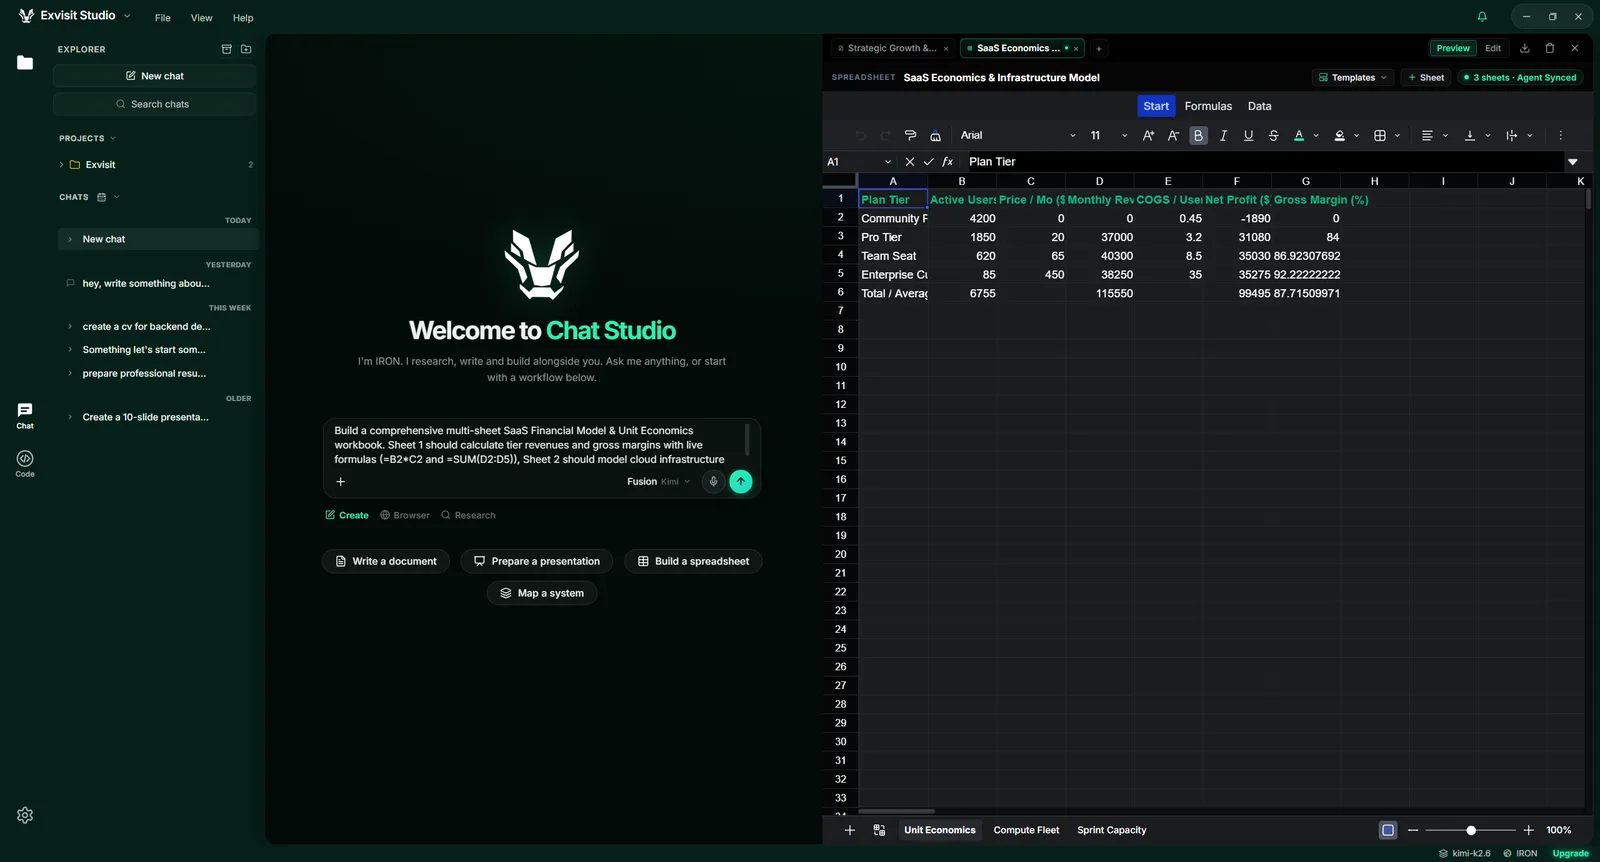 Exvisit Studio
File View Help
EXPLORER
New chat
Search chats
PROJECTS
Exvisit 2
CHATS
TODAY
New chat
YESTERDAY
hey, write something abou...
THIS WEEK
create a cv for backend de...
Something let's start som...
prepare professional resu...
OLDER
Create a 10-slide presenta...
Chat
Code
Welcome to Chat Studio
I'm IRON. I research, write and build alongside you. Ask me anything, or start
with a workflow below.
Build a comprehensive multi-sheet SaaS Financial Model & Unit Economics
workbook. Sheet 1 should calculate tier revenues and gross margins with live
formulas (=B2*C2 and =SUM(D2:D5)), Sheet 2 should model cloud infrastructure
Fusion Kimi
Create Browser Research
Write a document Prepare a presentation Build a spreadsheet
Map a system
Strategic Growth &... × SaaS Economics ... • × +
Preview Edit
SPREADSHEET SaaS Economics & Infrastructure Model
Templates + Sheet 3 sheets · Agent Synced
Start Formulas Data
Arial 11 A A B I U S A
A1 fx Plan Tier
A B C D E F G H I J K
1 Plan Tier Active Users Price / Mo ($ Monthly Rev COGS / User Net Profit ($ Gross Margin (%)
2 Community F 4200 0 0 0.45 -1890 0
3 Pro Tier 1850 20 37000 3.2 31080 84
4 Team Seat 620 65 40300 8.5 35030 86.92307692
5 Enterprise Cu 85 450 38250 35 35275 92.22222222
6 Total / Averag 6755 115550 99495 87.71509971
7
8
9
10
11
12
13
14
15
16
17
18
19
20
21
22
23
24
25
26
27
28
29
30
31
32
33
Unit Economics Compute Fleet Sprint Capacity
100%
kimi-k2.6 IRON Upgrade